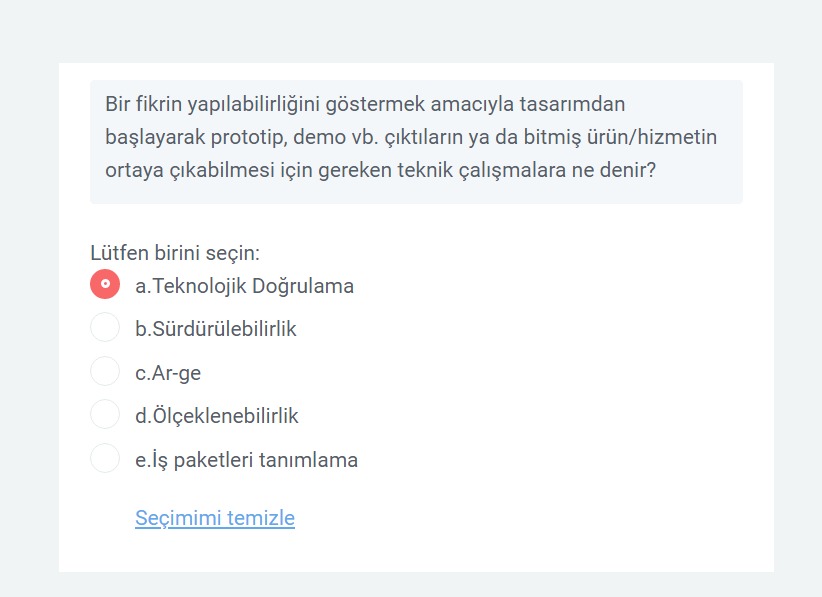 Bir fikrin yapılabilirliğini göstermek amacıyla tasarımdan
başlayarak prototip, demo vb. çıktıların ya da bitmiş ürün/hizmetin
ortaya çıkabilmesi için gereken teknik çalışmalara ne denir?
Lütfen birini seçin:
a.Teknolojik Doğrulama
b.Sürdürülebilirlik
c.Ar-ge
d.Ölçeklenebilirlik
e.İş paketleri tanımlama
Seçimimi temizle